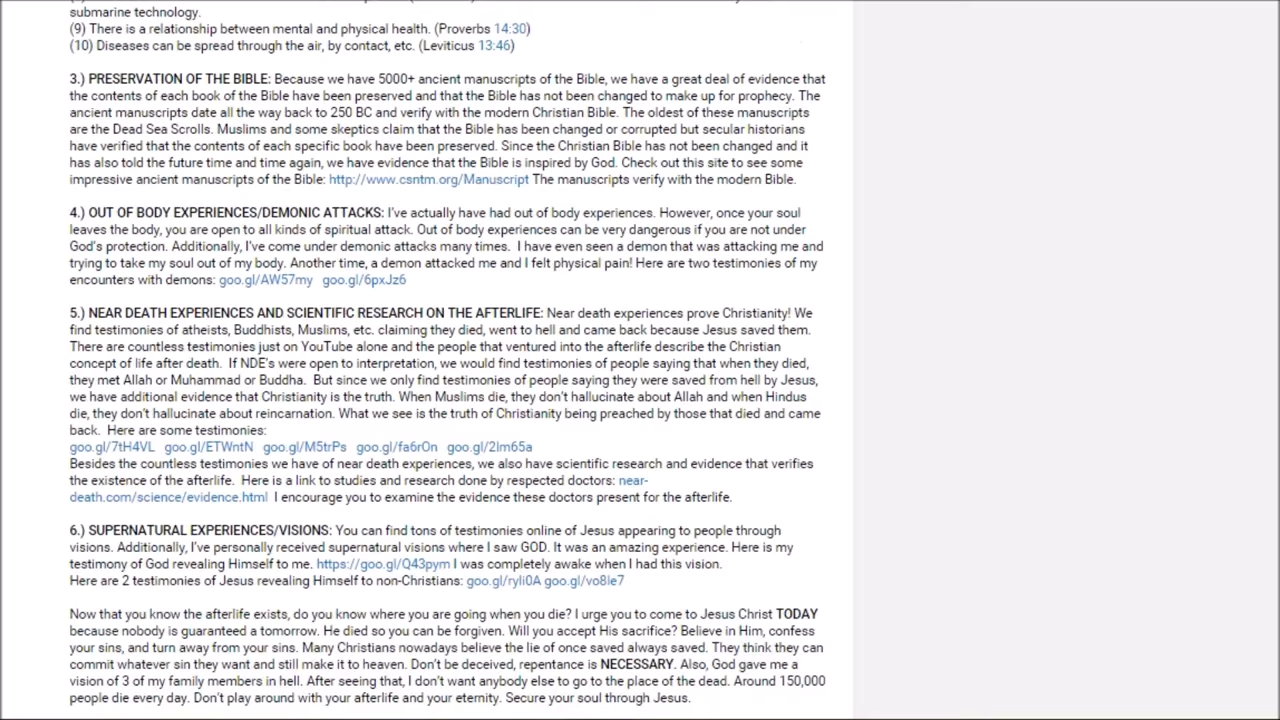 submarine technology.
(9) There is a relationship between mental and physical health. (Proverbs 14:30)
(10) Diseases can be spread through the air, by contact, etc. (Leviticus 13:46)
3.) PRESERVATION OF THE BIBLE: Because we have 5000+ ancient manuscripts of the Bible, we have a great deal of evidence that
the contents of each book of the Bible have been preserved and that the Bible has not been changed to make up for prophecy. The
ancient manuscripts date all the way back to 250 BC and verify with the modern Christian Bible. The oldest of these manuscripts
are the Dead Sea Scrolls. Muslims and some skeptics claim that the Bible has been changed or corrupted but secular historians
have verified that the contents of each specific book have been preserved. Since the Christian Bible has not been changed and it
has also told the future time and time again, we have evidence that the Bible is inspired by God. Check out this site to see some
impressive ancient manuscripts of the Bible: http://www.csntm.org/Manuscript The manuscripts verify with the modern Bible.
4.) OUT OF BODY EXPERIENCES/DEMONIC ATTACKS: I've actually have had out of body experiences. However, once your soul
leaves the body, you are open to all kinds of spiritual attack. Out of body experiences can be very dangerous if you are not under
God's protection. Additionally, I've come under demonic attacks many times. I have even seen a demon that was attacking me and
trying to take my soul out of my body. Another time, a demon attacked me and I felt physical pain! Here are two testimonies of my
encounters with demons: goo.gl/AW57my goo.gl/6pxJz6
5.) NEAR DEATH EXPERIENCES AND SCIENTIFIC RESEARCH ON THE AFTERLIFE: Near death experiences prove Christianity! We
find testimonies of atheists, Buddhists, Muslims, etc. claiming they died, went to hell and came back because Jesus saved them.
There are countless testimonies just on YouTube alone and the people that ventured into the afterlife describe the Christian
concept of life after death. If NDE's were open to interpretation, we would find testimonies of people saying that when they died,
they met Allah or Muhammad or Buddha. But since we only find testimonies of people saying they were saved from hell by Jesus,
we have additional evidence that Christianity is the truth. When Muslims die, they don't hallucinate about Allah and when Hindus
die, they don't hallucinate about reincarnation. What we see is the truth of Christianity being preached by those that died and came
back. Here are some testimonies:
goo.gl/7tH4VL goo.gl/ETWntN goo.gl/M5trPs goo.gl/fa6rOn goo.gl/2Im65a
Besides the countless testimonies we have of near death experiences, we also have scientific research and evidence that verifies
the existence of the afterlife. Here is a link to studies and research done by respected doctors: near-
death.com/science/evidence.html I encourage you to examine the evidence these doctors present for the afterlife.
6.) SUPERNATURAL EXPERIENCES/VISIONS: You can find tons of testimonies online of Jesus appearing to people through
visions. Additionally, I've personally received supernatural visions where I saw GOD. It was an amazing experience. Here is my
testimony of God revealing Himself to me. https://goo.gl/Q43pym I was completely awake when I had this vision.
Here are 2 testimonies of Jesus revealing Himself to non-Christians: goo.gl/ryli0A goo.gl/vo8le7
Now that you know the afterlife exists, do you know where you are going when you die? I urge you to come to Jesus Christ TODAY
because nobody is guaranteed a tomorrow. He died so you can be forgiven. Will you accept His sacrifice? Believe in Him, confess
your sins, and turn away from your sins. Many Christians nowadays believe the lie of once saved always saved. They think they can
commit whatever sin they want and still make it to heaven. Don't be deceived, repentance is NECESSARY. Also, God gave me a
vision of 3 of my family members in hell. After seeing that, I don't want anybody else to go to the place of the dead. Around 150,000
people die every day. Don't play around with your afterlife and your eternity. Secure your soul through Jesus.